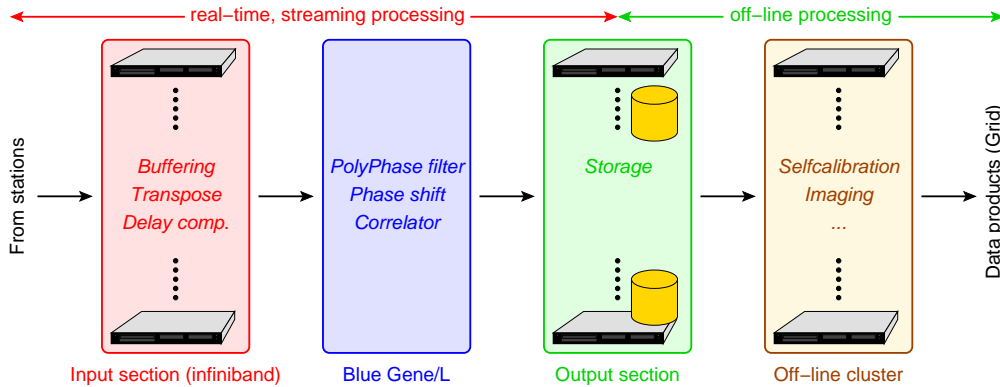 real-time, streaming processing
off-line processing
From stations
Buffering
Transpose
Delay comp.
PolyPhase filter
Phase shift
Correlator
Storage
Selfcalibration
Imaging
...
Data products (Grid)
Input section (infiniband)
Blue Gene/L
Output section
Off-line cluster